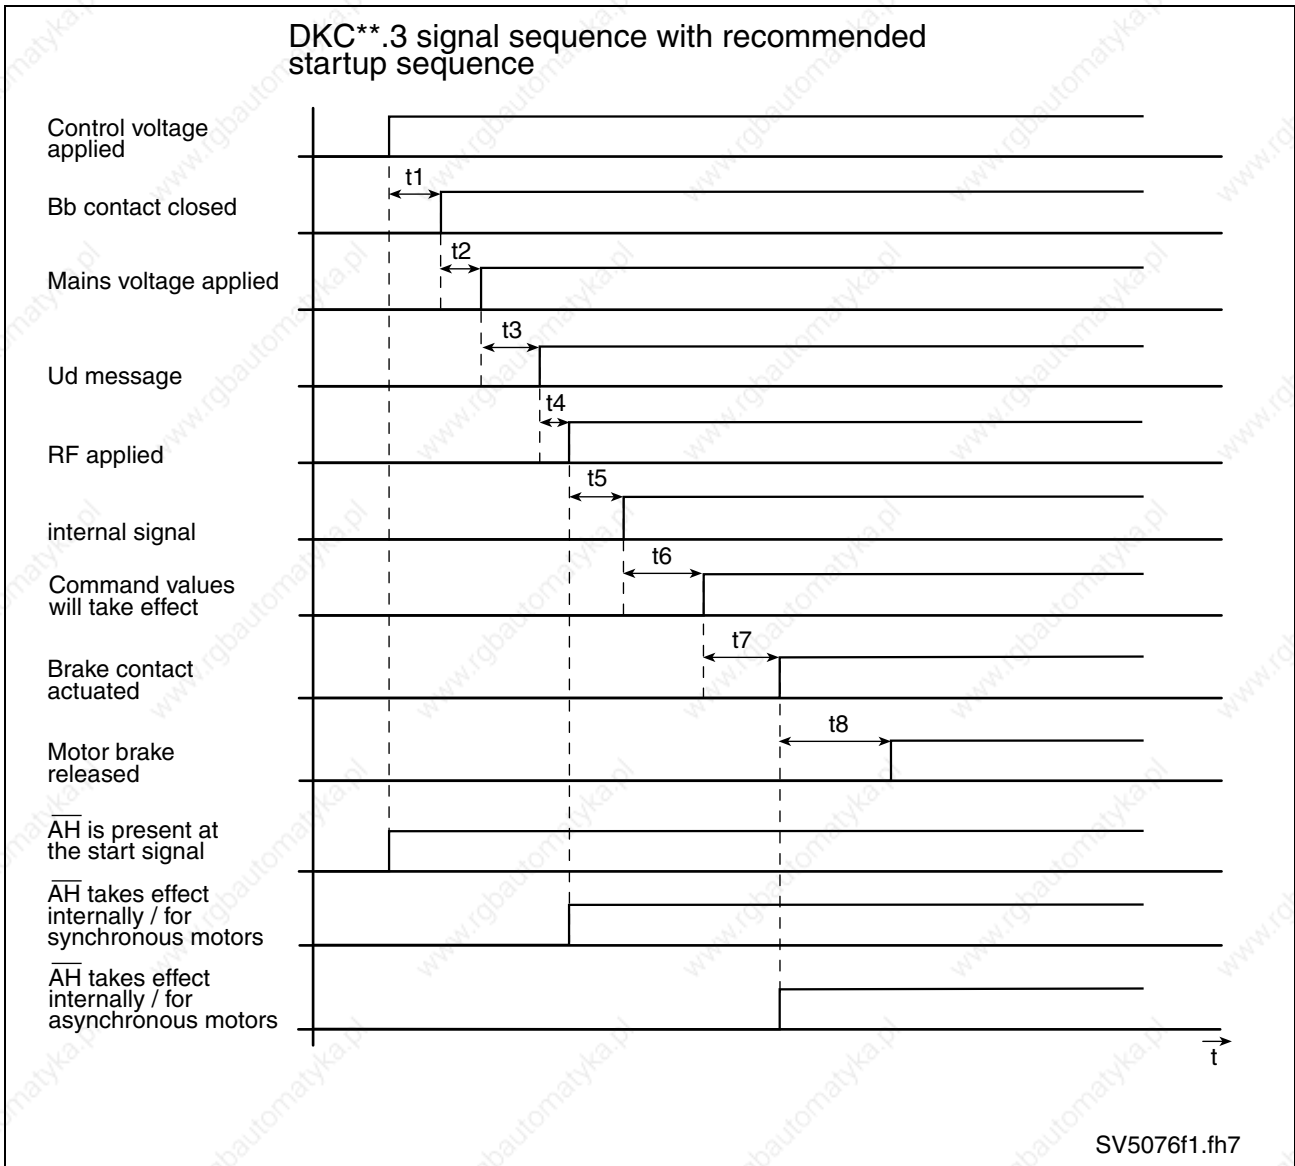 DKC**.3 signal sequence with recommended
startup sequence
Control voltage
applied
t1
Bb contact closed
t2
Mains voltage applied
t3
Ud message
t4
RF applied
t5
internal signal
t6
Command values
will take effect
t7
Brake contact
actuated
t8
Motor brake
released
A̅H̅ is present at
the start signal
A̅H̅ takes effect
internally / for
synchronous motors
A̅H̅ takes effect
internally / for
asynchronous motors
t
SV5076f1.fh7
www.rgbautomatyka.pl